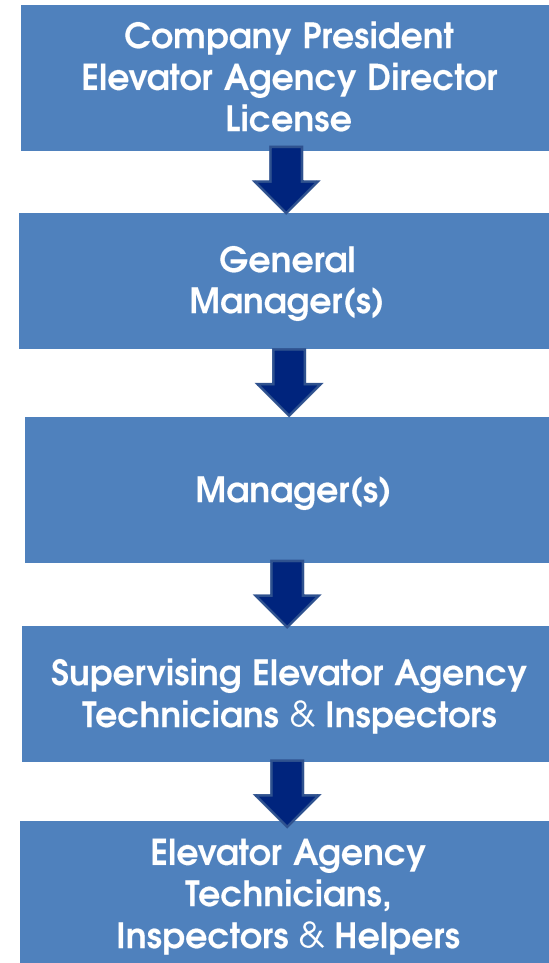 Company President
Elevator Agency Director
License
General
Manager(s)
Manager(s)
Supervising Elevator Agency
Technicians & Inspectors
Elevator Agency
Technicians,
Inspectors & Helpers